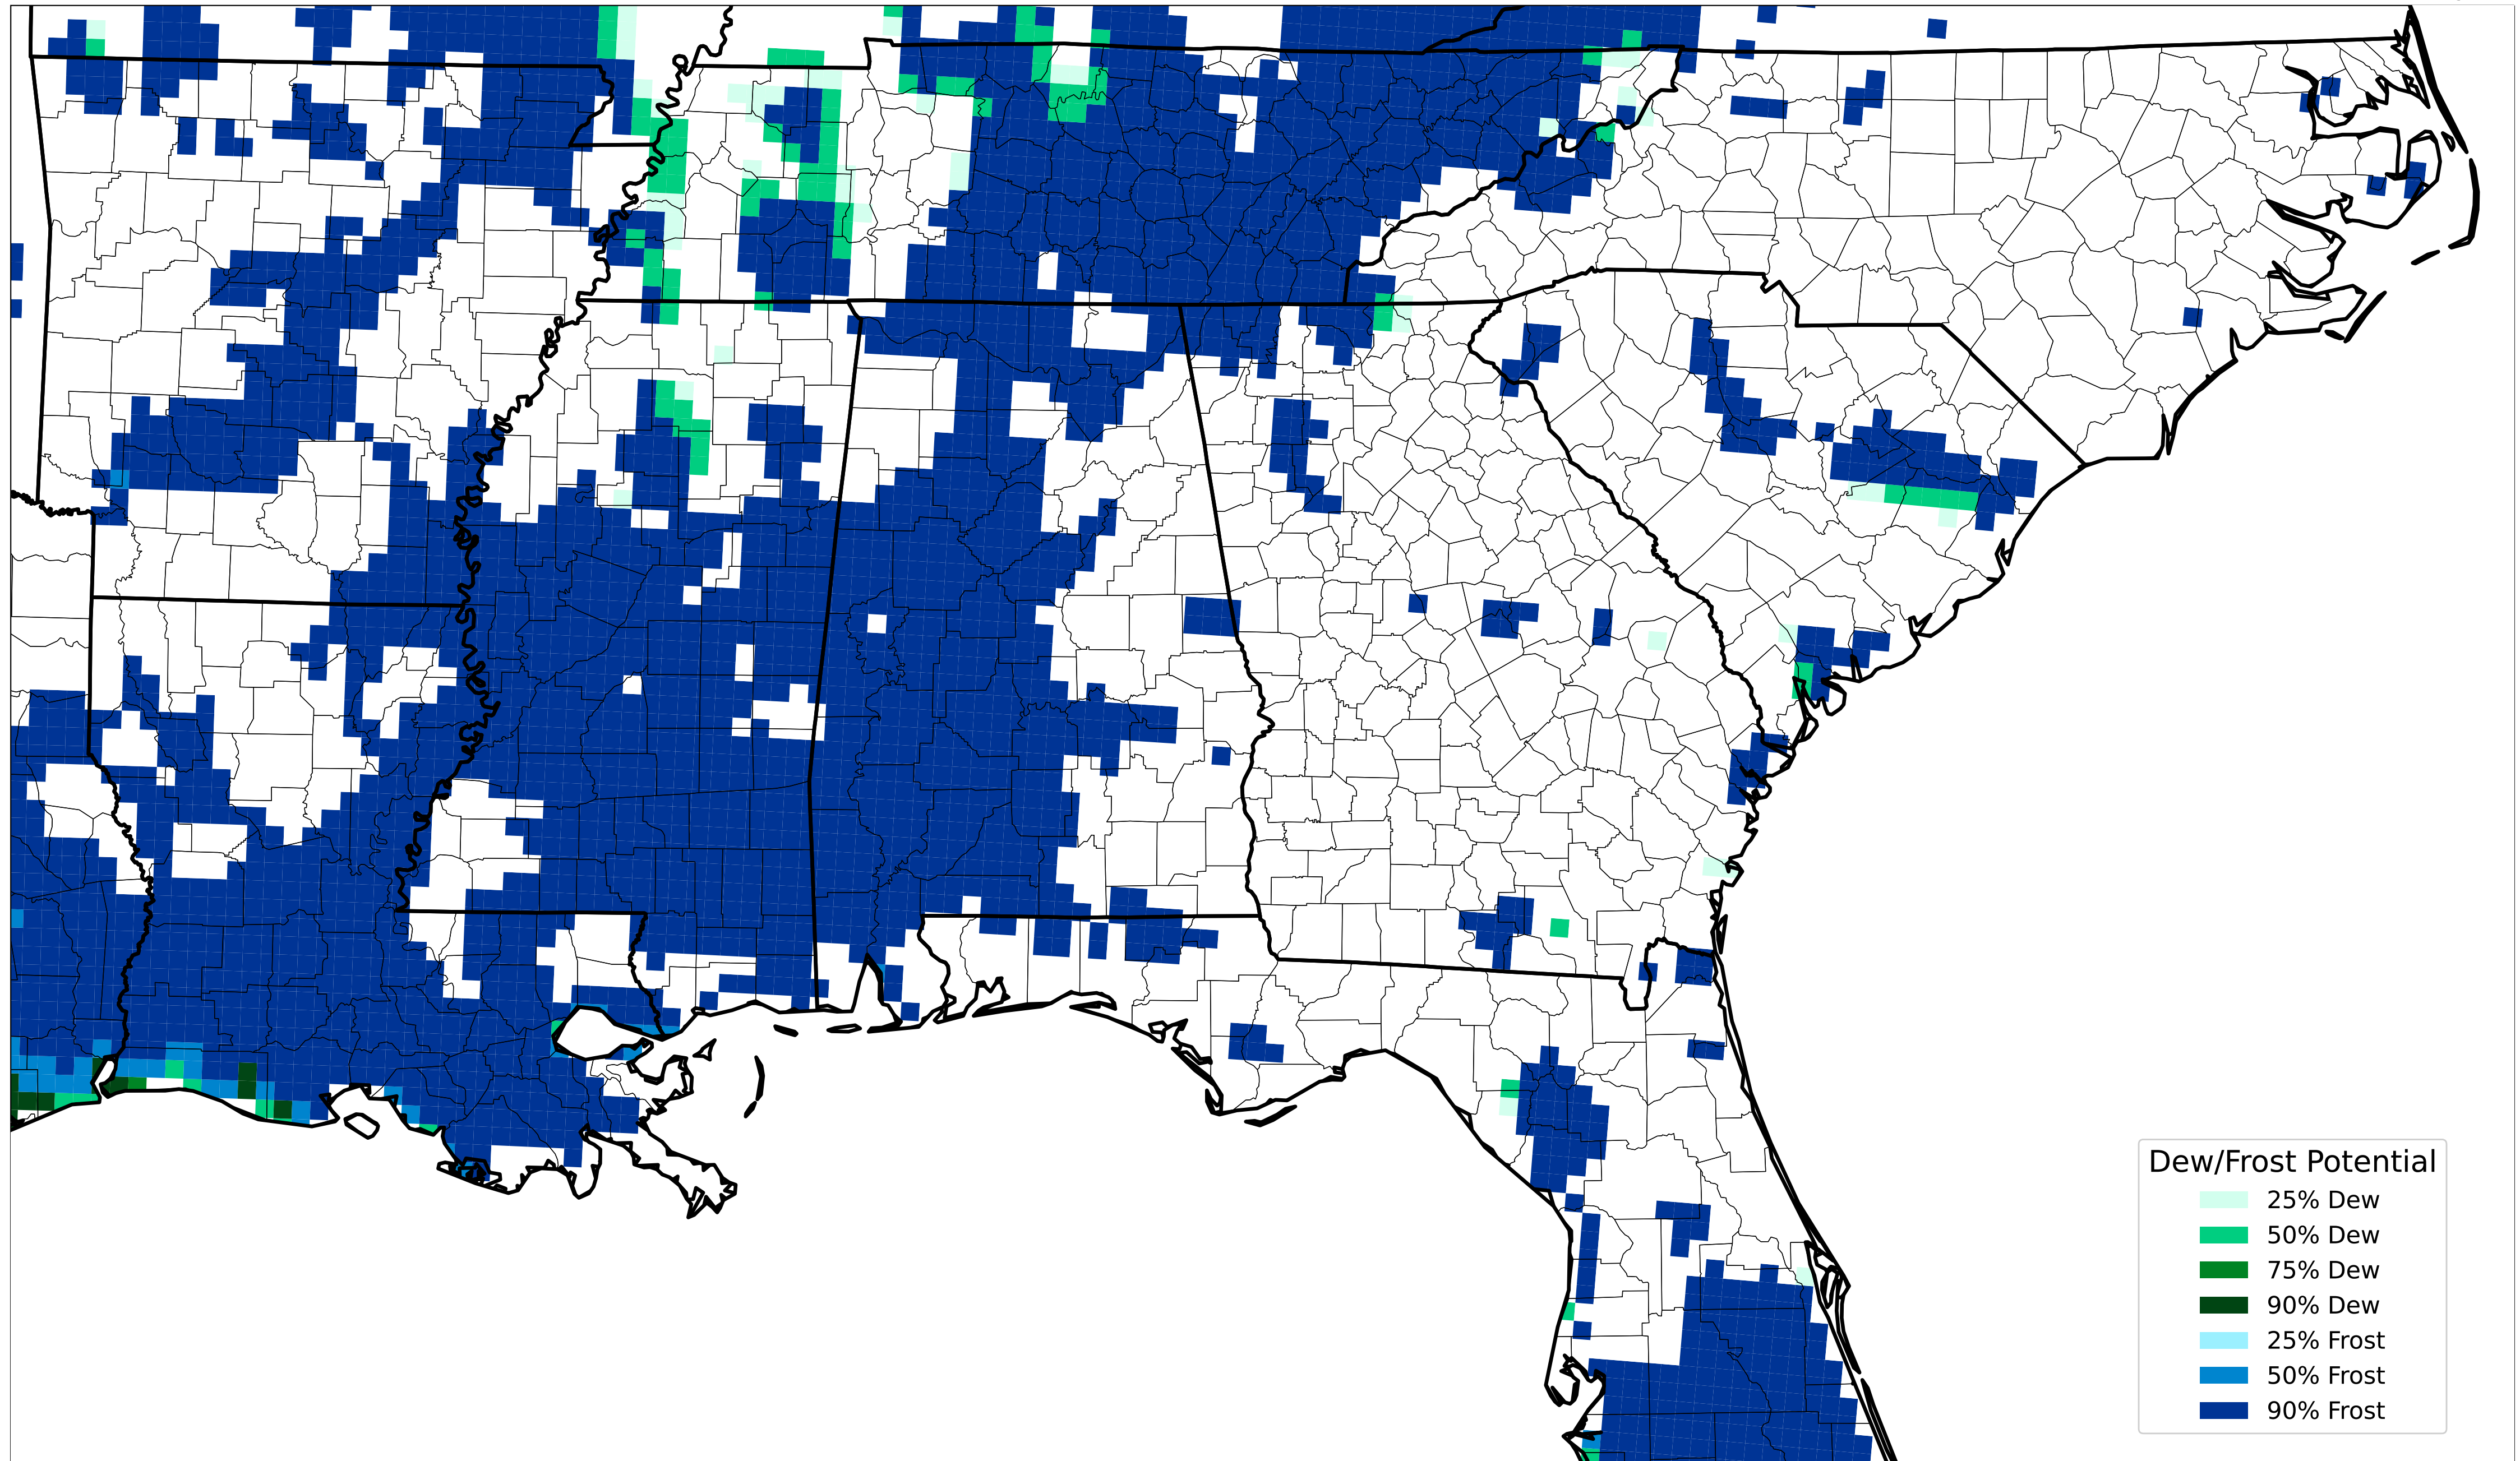 Dew/Frost Potential
25% Dew
50% Dew
75% Dew
90% Dew
25% Frost
50% Frost
90% Frost